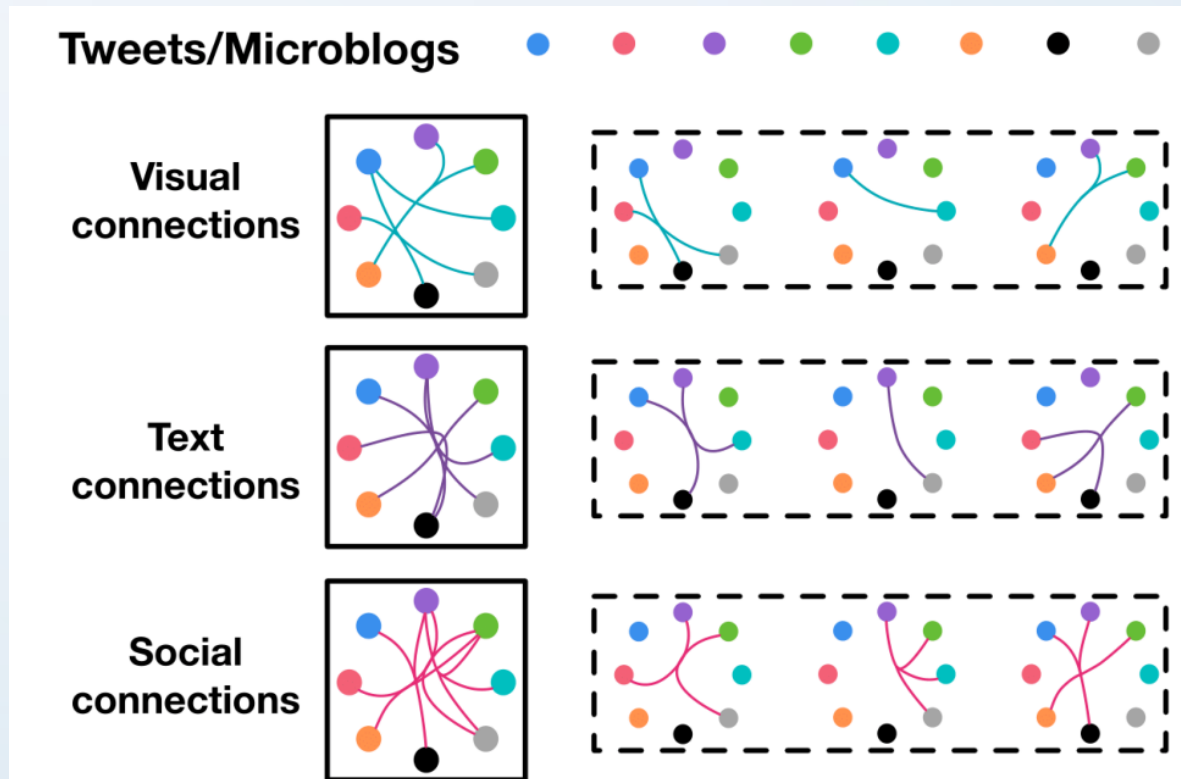 Tweets/Microblogs
Visual
connections
Text
connections
Social
connections